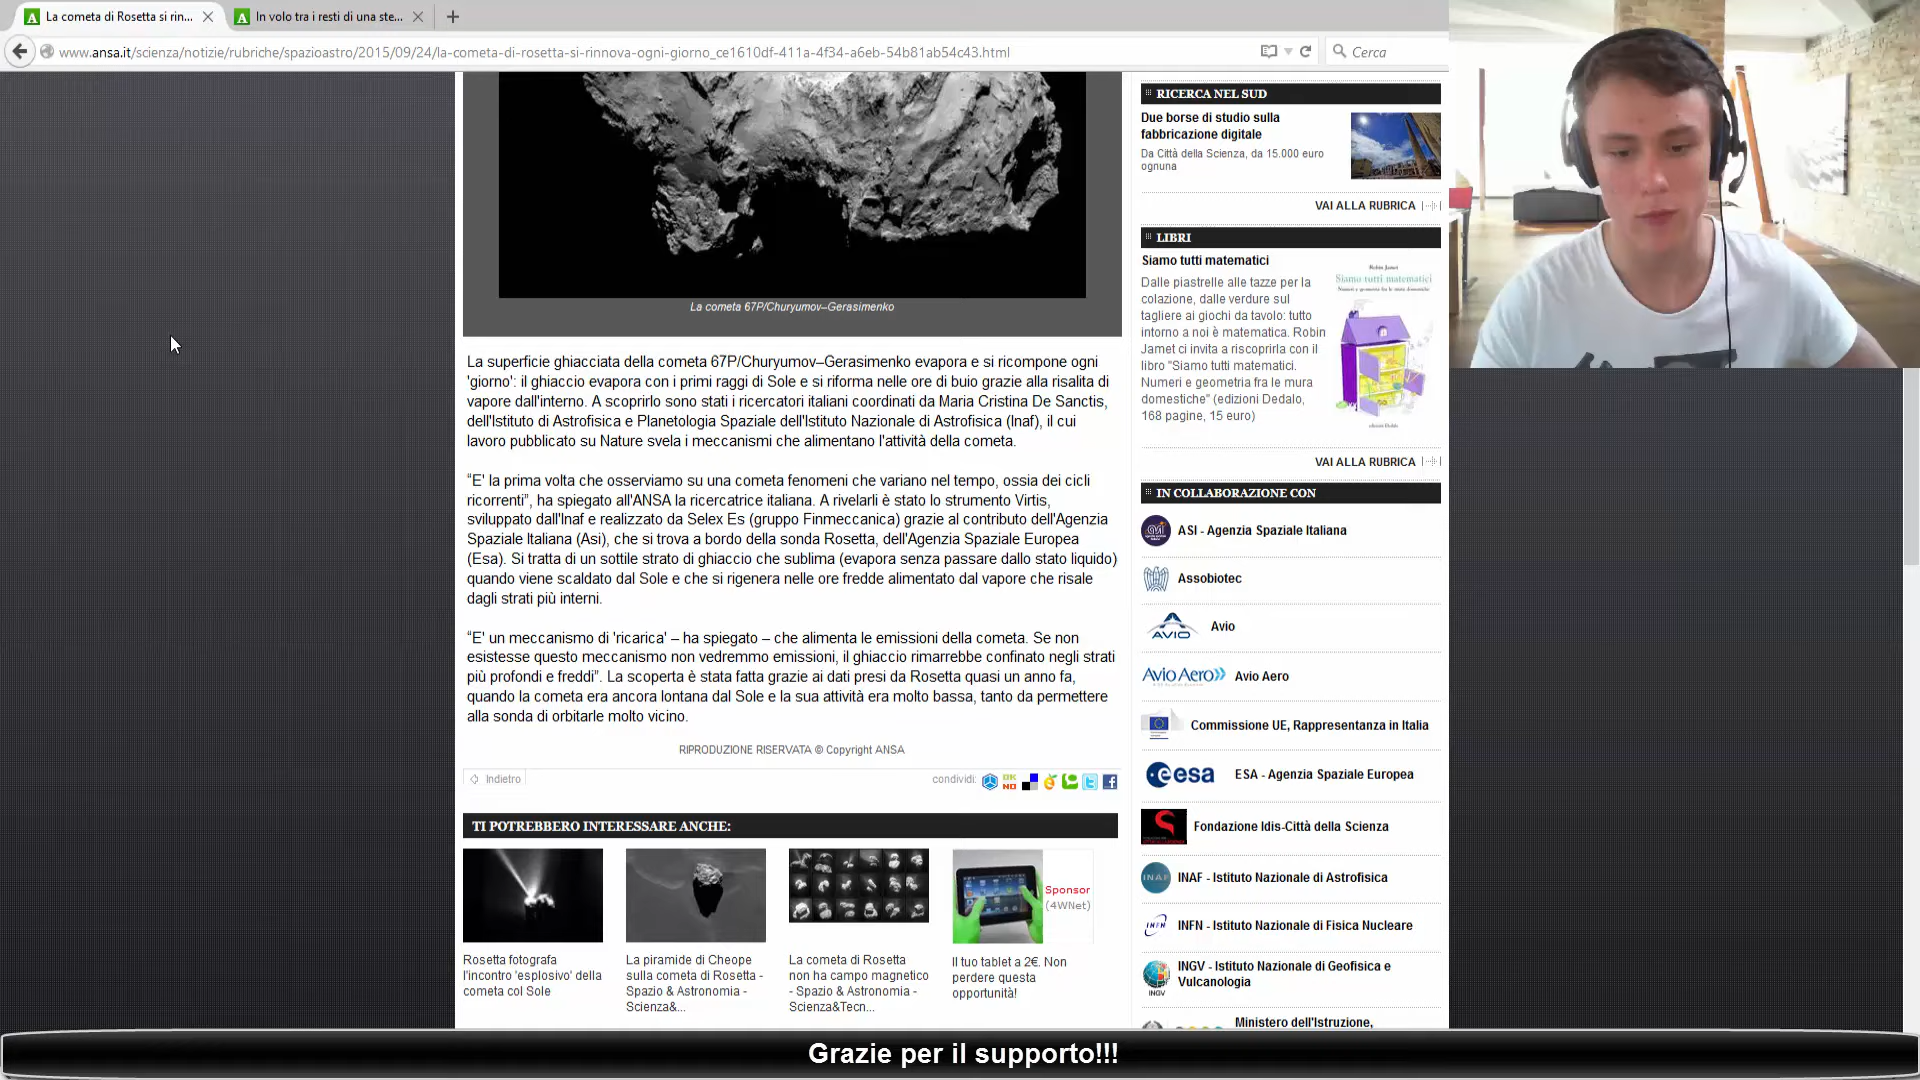 La cometa di Rosetta si rin...
In volo tra i resti di una ste...
www.ansa.it/scienza/notizie/rubriche/spazioastro/2015/09/24/la-cometa-di-rosetta-si-rinnova-ogni-giorno_ce1610df-411a-4f34-a6eb-54b81ab54c43.html
Cerca
La cometa 67P/Churyumov–Gerasimenko
La superficie ghiacciata della cometa 67P/Churyumov–Gerasimenko evapora e si ricompone ogni
'giorno': il ghiaccio evapora con i primi raggi di Sole e si riforma nelle ore di buio grazie alla risalita di
vapore dall'interno. A scoprirlo sono stati i ricercatori italiani coordinati da Maria Cristina De Sanctis,
dell'Istituto di Astrofisica e Planetologia Spaziale dell'Istituto Nazionale di Astrofisica (Inaf), il cui
lavoro pubblicato su Nature svela i meccanismi che alimentano l'attività della cometa.
“E' la prima volta che osserviamo su una cometa fenomeni che variano nel tempo, ossia dei cicli
ricorrenti”, ha spiegato all'ANSA la ricercatrice italiana. A rivelarli è stato lo strumento Virtis,
sviluppato dall'Inaf e realizzato da Selex Es (gruppo Finmeccanica) grazie al contributo dell'Agenzia
Spaziale Italiana (Asi), che si trova a bordo della sonda Rosetta, dell'Agenzia Spaziale Europea
(Esa). Si tratta di un sottile strato di ghiaccio che sublima (evapora senza passare dallo stato liquido)
quando viene scaldato dal Sole e che si rigenera nelle ore fredde alimentato dal vapore che risale
dagli strati più interni.
“E' un meccanismo di 'ricarica' – ha spiegato – che alimenta le emissioni della cometa. Se non
esistesse questo meccanismo non vedremmo emissioni, il ghiaccio rimarrebbe confinato negli strati
più profondi e freddi”. La scoperta è stata fatta grazie ai dati presi da Rosetta quasi un anno fa,
quando la cometa era ancora lontana dal Sole e la sua attività era molto bassa, tanto da permettere
alla sonda di orbitarle molto vicino.
RIPRODUZIONE RISERVATA © Copyright ANSA
Indietro
condividi:
OK
NO
TI POTREBBERO INTERESSARE ANCHE:
Rosetta fotografa
l'incontro 'esplosivo' della
cometa col Sole
La piramide di Cheope
sulla cometa di Rosetta -
Spazio & Astronomia -
Scienza&...
La cometa di Rosetta
non ha campo magnetico
- Spazio & Astronomia -
Scienza&Tecn...
Sponsor
(4WNet)
Il tuo tablet a 2€. Non
perdere questa
opportunità!
RICERCA NEL SUD
Due borse di studio sulla
fabbricazione digitale
Da Città della Scienza, da 15.000 euro
ognuna
VAI ALLA RUBRICA
LIBRI
Siamo tutti matematici
Dalle piastrelle alle tazze per la
colazione, dalle verdure sul
tagliere ai giochi da tavolo: tutto
intorno a noi è matematica. Robin
Jamet ci invita a riscoprirla con il
libro "Siamo tutti matematici.
Numeri e geometria fra le mura
domestiche" (edizioni Dedalo,
168 pagine, 15 euro)
Robin Jamet
Siamo tutti matematici
Numeri e geometria fra le mura domestiche
edizioni Dedalo
VAI ALLA RUBRICA
IN COLLABORAZIONE CON
ASI - Agenzia Spaziale Italiana
Assobiotec
AVIO
Avio
Avio Aero
Avio Aero
Commissione UE, Rappresentanza in Italia
esa
ESA - Agenzia Spaziale Europea
Fondazione Idis-Città della Scienza
INAF
INAF - Istituto Nazionale di Astrofisica
INFN
INFN - Istituto Nazionale di Fisica Nucleare
INGV
INGV - Istituto Nazionale di Geofisica e
Vulcanologia
Ministero dell'Istruzione,
Grazie per il supporto!!!